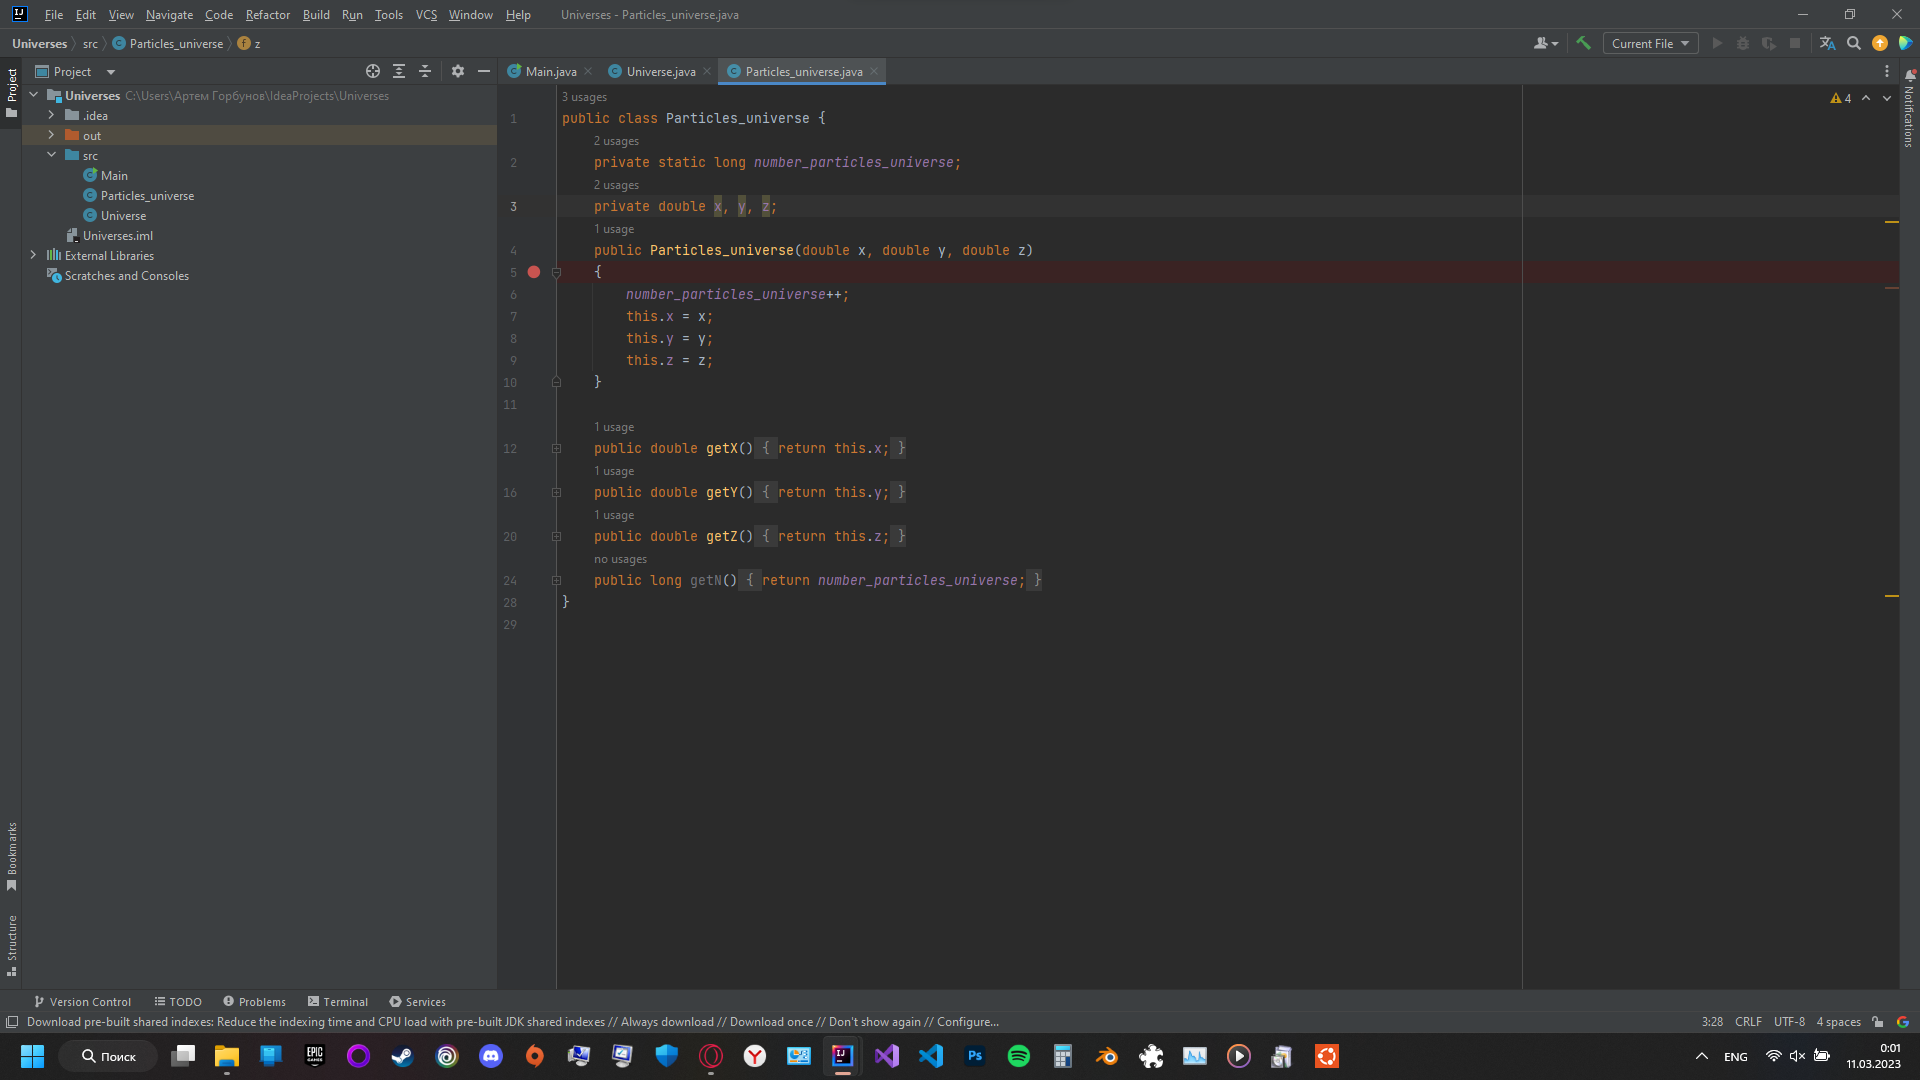 File Edit View Navigate Code Refactor Build Run Tools VCS Window Help Universes - Particles_universe.java
Universes src Particles_universe z
Current File
Project
Main.java Universe.java Particles_universe.java
Universes C:\Users\Артем Горбунов\IdeaProjects\Universes
.idea
out
src
Main
Particles_universe
Universe
Universes.iml
External Libraries
Scratches and Consoles
Project
Bookmarks
Structure
Notifications
4
3 usages
1 public class Particles_universe {
2 usages
2 private static long number_particles_universe;
2 usages
3 private double x, y, z;
1 usage
4 public Particles_universe(double x, double y, double z)
5 {
6 number_particles_universe++;
7 this.x = x;
8 this.y = y;
9 this.z = z;
10 }
11
1 usage
12 public double getX() { return this.x; }
1 usage
16 public double getY() { return this.y; }
1 usage
20 public double getZ() { return this.z; }
no usages
24 public long getN() { return number_particles_universe; }
28 }
29
Version Control TODO Problems Terminal Services
Download pre-built shared indexes: Reduce the indexing time and CPU load with pre-built JDK shared indexes // Always download // Download once // Don't show again // Configure...
3:28 CRLF UTF-8 4 spaces
Поиск
EPIC GAMES
IJ
Ps
ENG
0:01
11.03.2023